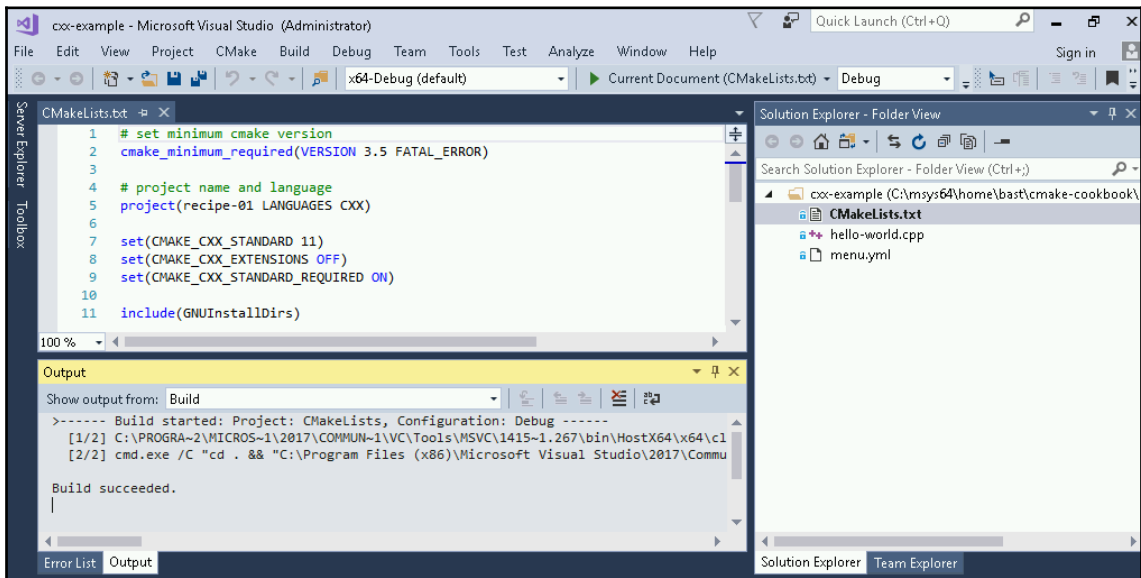 cxx-example - Microsoft Visual Studio (Administrator)
Quick Launch (Ctrl+Q)
File Edit View Project CMake Build Debug Team Tools Test Analyze Window Help
Sign in
x64-Debug (default)
Current Document (CMakeLists.txt)
Debug
Server Explorer
Toolbox
CMakeLists.txt
1 # set minimum cmake version
2 cmake_minimum_required(VERSION 3.5 FATAL_ERROR)
3
4 # project name and language
5 project(recipe-01 LANGUAGES CXX)
6
7 set(CMAKE_CXX_STANDARD 11)
8 set(CMAKE_CXX_EXTENSIONS OFF)
9 set(CMAKE_CXX_STANDARD_REQUIRED ON)
10
11 include(GNUInstallDirs)
100 %
Output
Show output from: Build
>------ Build started: Project: CMakeLists, Configuration: Debug ------
[1/2] C:\PROGRA~2\MICROS~1\2017\COMMUN~1\VC\Tools\MSVC\1415~1.267\bin\HostX64\x64\cl
[2/2] cmd.exe /C "cd . && "C:\Program Files (x86)\Microsoft Visual Studio\2017\Commu
Build succeeded.
Error List Output
Solution Explorer - Folder View
Search Solution Explorer - Folder View (Ctrl+;)
cxx-example (C:\msys64\home\bast\cmake-cookbook\
CMakeLists.txt
hello-world.cpp
menu.yml
Solution Explorer Team Explorer